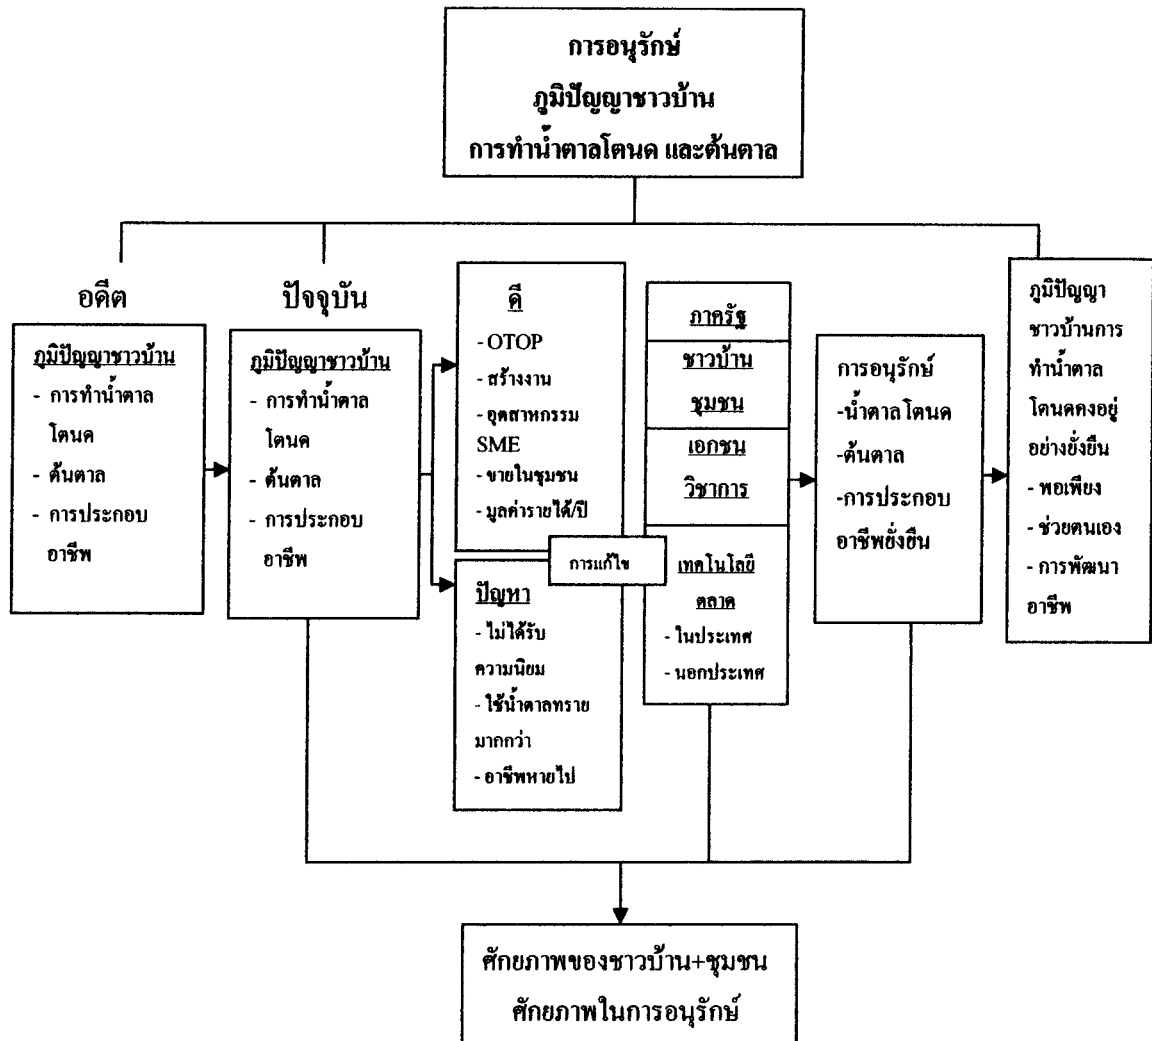 การอนุรักษ์
ภูมิปัญญาชาวบ้าน
การทำน้ำตาลโตนด และต้นตาล
อดีต
ภูมิปัญญาชาวบ้าน
- การทำน้ำตาล
โตนด
- ต้นตาล
- การประกอบ
อาชีพ
ปัจจุบัน
ภูมิปัญญาชาวบ้าน
- การทำน้ำตาล
โตนด
- ต้นตาล
- การประกอบ
อาชีพ
ดี
- OTOP
- สร้างงาน
- อุตสาหกรรม
SME
- ขายในชุมชน
- มูลค่ารายได้/ปี
การแก้ไข
ปัญหา
- ไม่ได้รับ
ความนิยม
- ใช้น้ำตาลทราย
มากกว่า
- อาชีพหายไป
ภาครัฐ
ชาวบ้าน
ชุมชน
เอกชน
วิชาการ
เทคโนโลยี
ตลาด
- ในประเทศ
- นอกประเทศ
การอนุรักษ์
-น้ำตาลโตนด
-ต้นตาล
-การประกอบ
อาชีพยั่งยืน
ภูมิปัญญา
ชาวบ้านการ
ทำน้ำตาล
โตนดคงอยู่
อย่างยั่งยืน
- พอเพียง
- ช่วยตนเอง
- การพัฒนา
อาชีพ
ศักยภาพของชาวบ้าน+ชุมชน
ศักยภาพในการอนุรักษ์